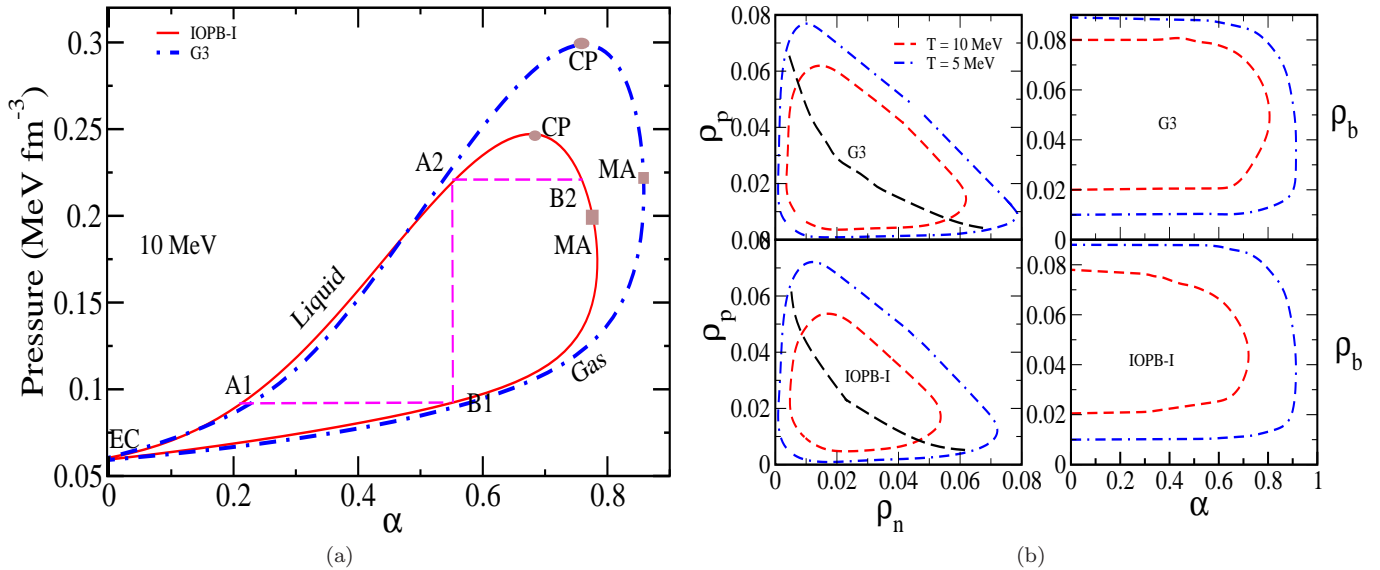 Pressure (MeV fm-3)
0.3
0.25
0.2
0.15
0.1
0.05
IOPB-I
G3
CP
CP
A2
MA
B2
MA
10 MeV
Liquid
A1
Gas
B1
EC
0
0.2
0.4
0.6
0.8
α
(a)
ρp
0.08
0.06
0.04
0.02
0.00
T = 10 MeV
T = 5 MeV
G3
G3
0.08
0.06
0.04
0.02
0
ρb
ρp
8
0.06
0.04
0.02
0
IOPB-I
IOPB-I
0.08
0.06
0.04
0.02
0
ρb
0.02
0.04
0.06
0.08
ρn
0
0.2
0.4
0.6
0.8
1
α
(b)